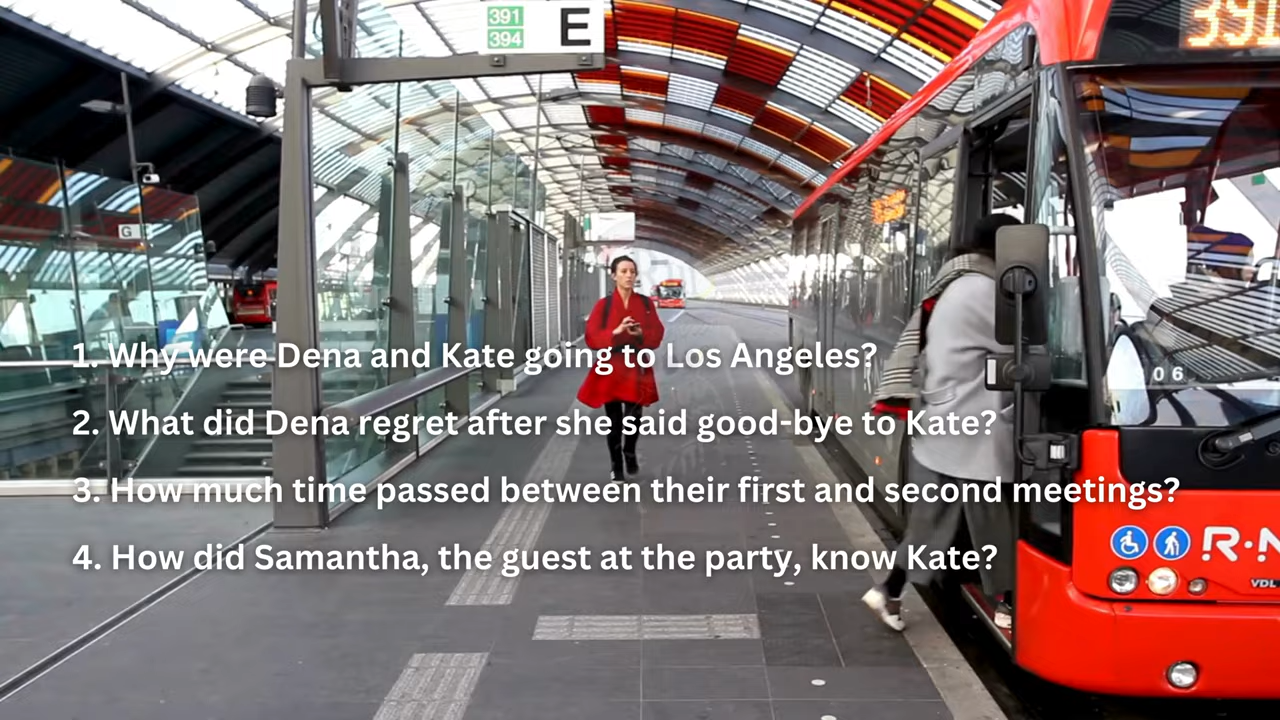 391
394
E
391
G
1. Why were Dena and Kate going to Los Angeles?
2. What did Dena regret after she said good-bye to Kate?
3. How much time passed between their first and second meetings?
06
4. How did Samantha, the guest at the party, know Kate?
R·N
VDL